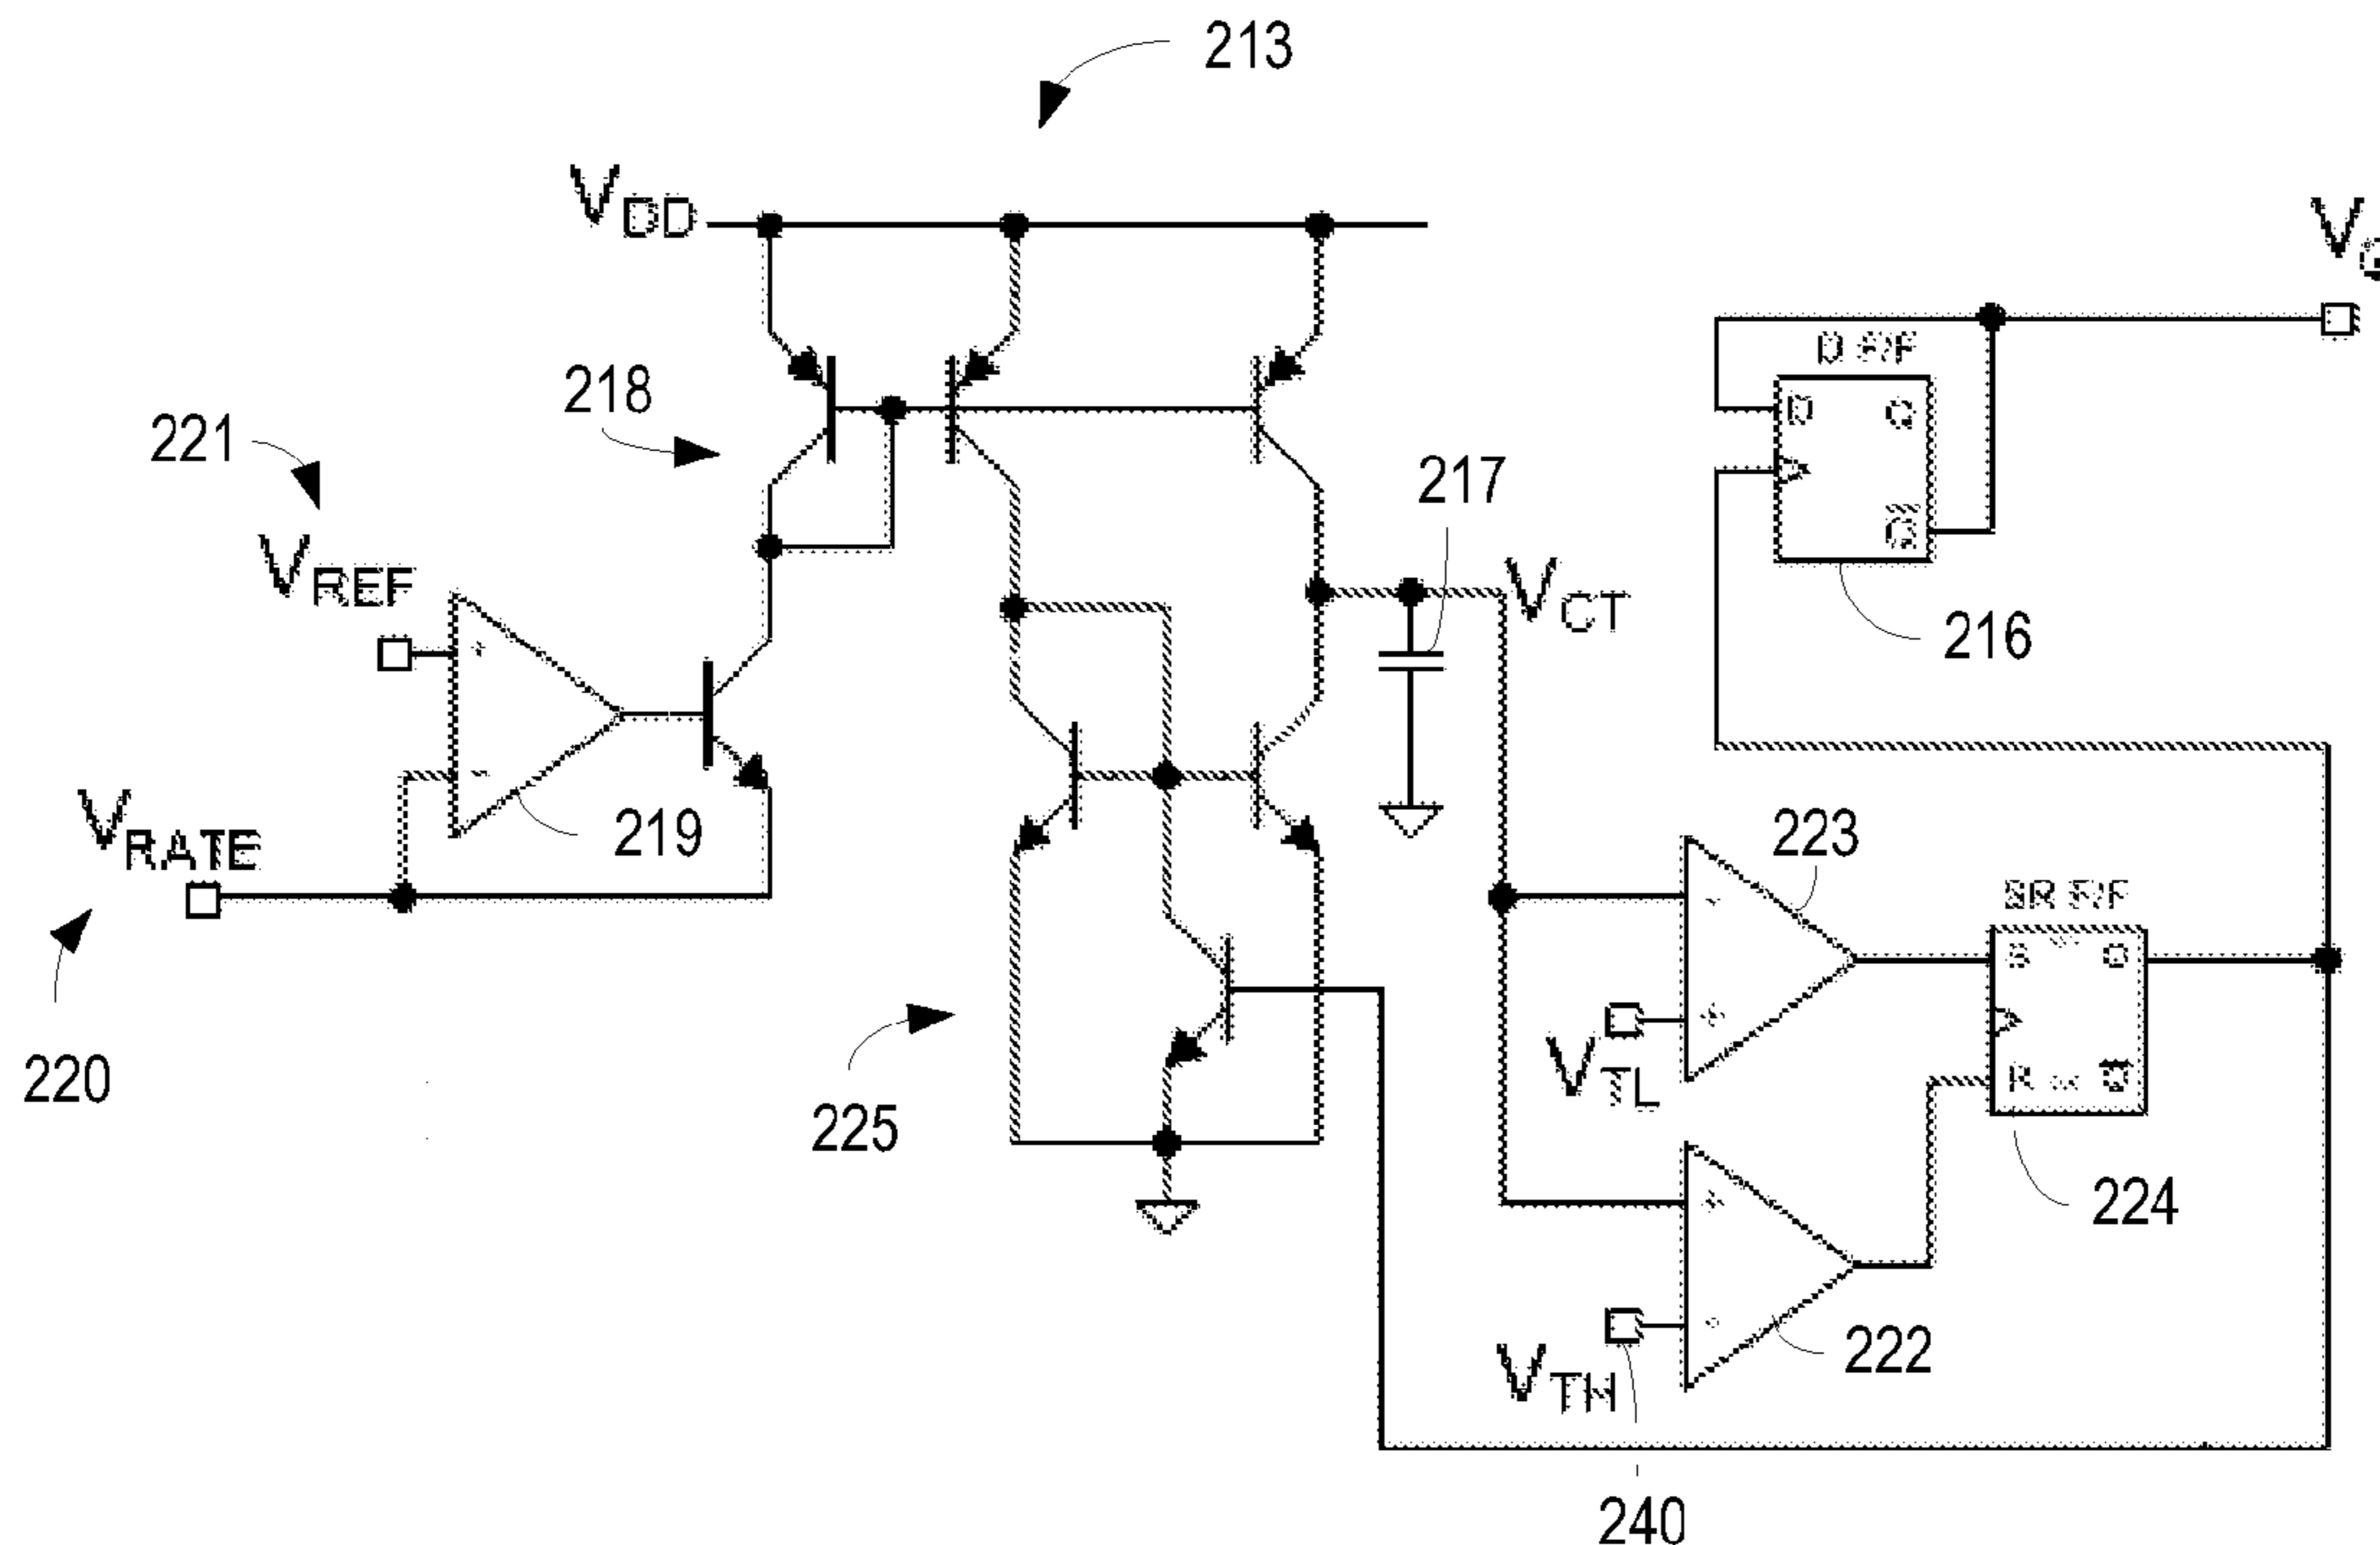 213
VDD
218
221
VREF
217
VCT
D F/F
D
Q
Q
216
+
-
219
VRATE
220
223
SR F/F
-
S
Q
+
VTL
R
Q
224
225
+
-
222
VTH
240